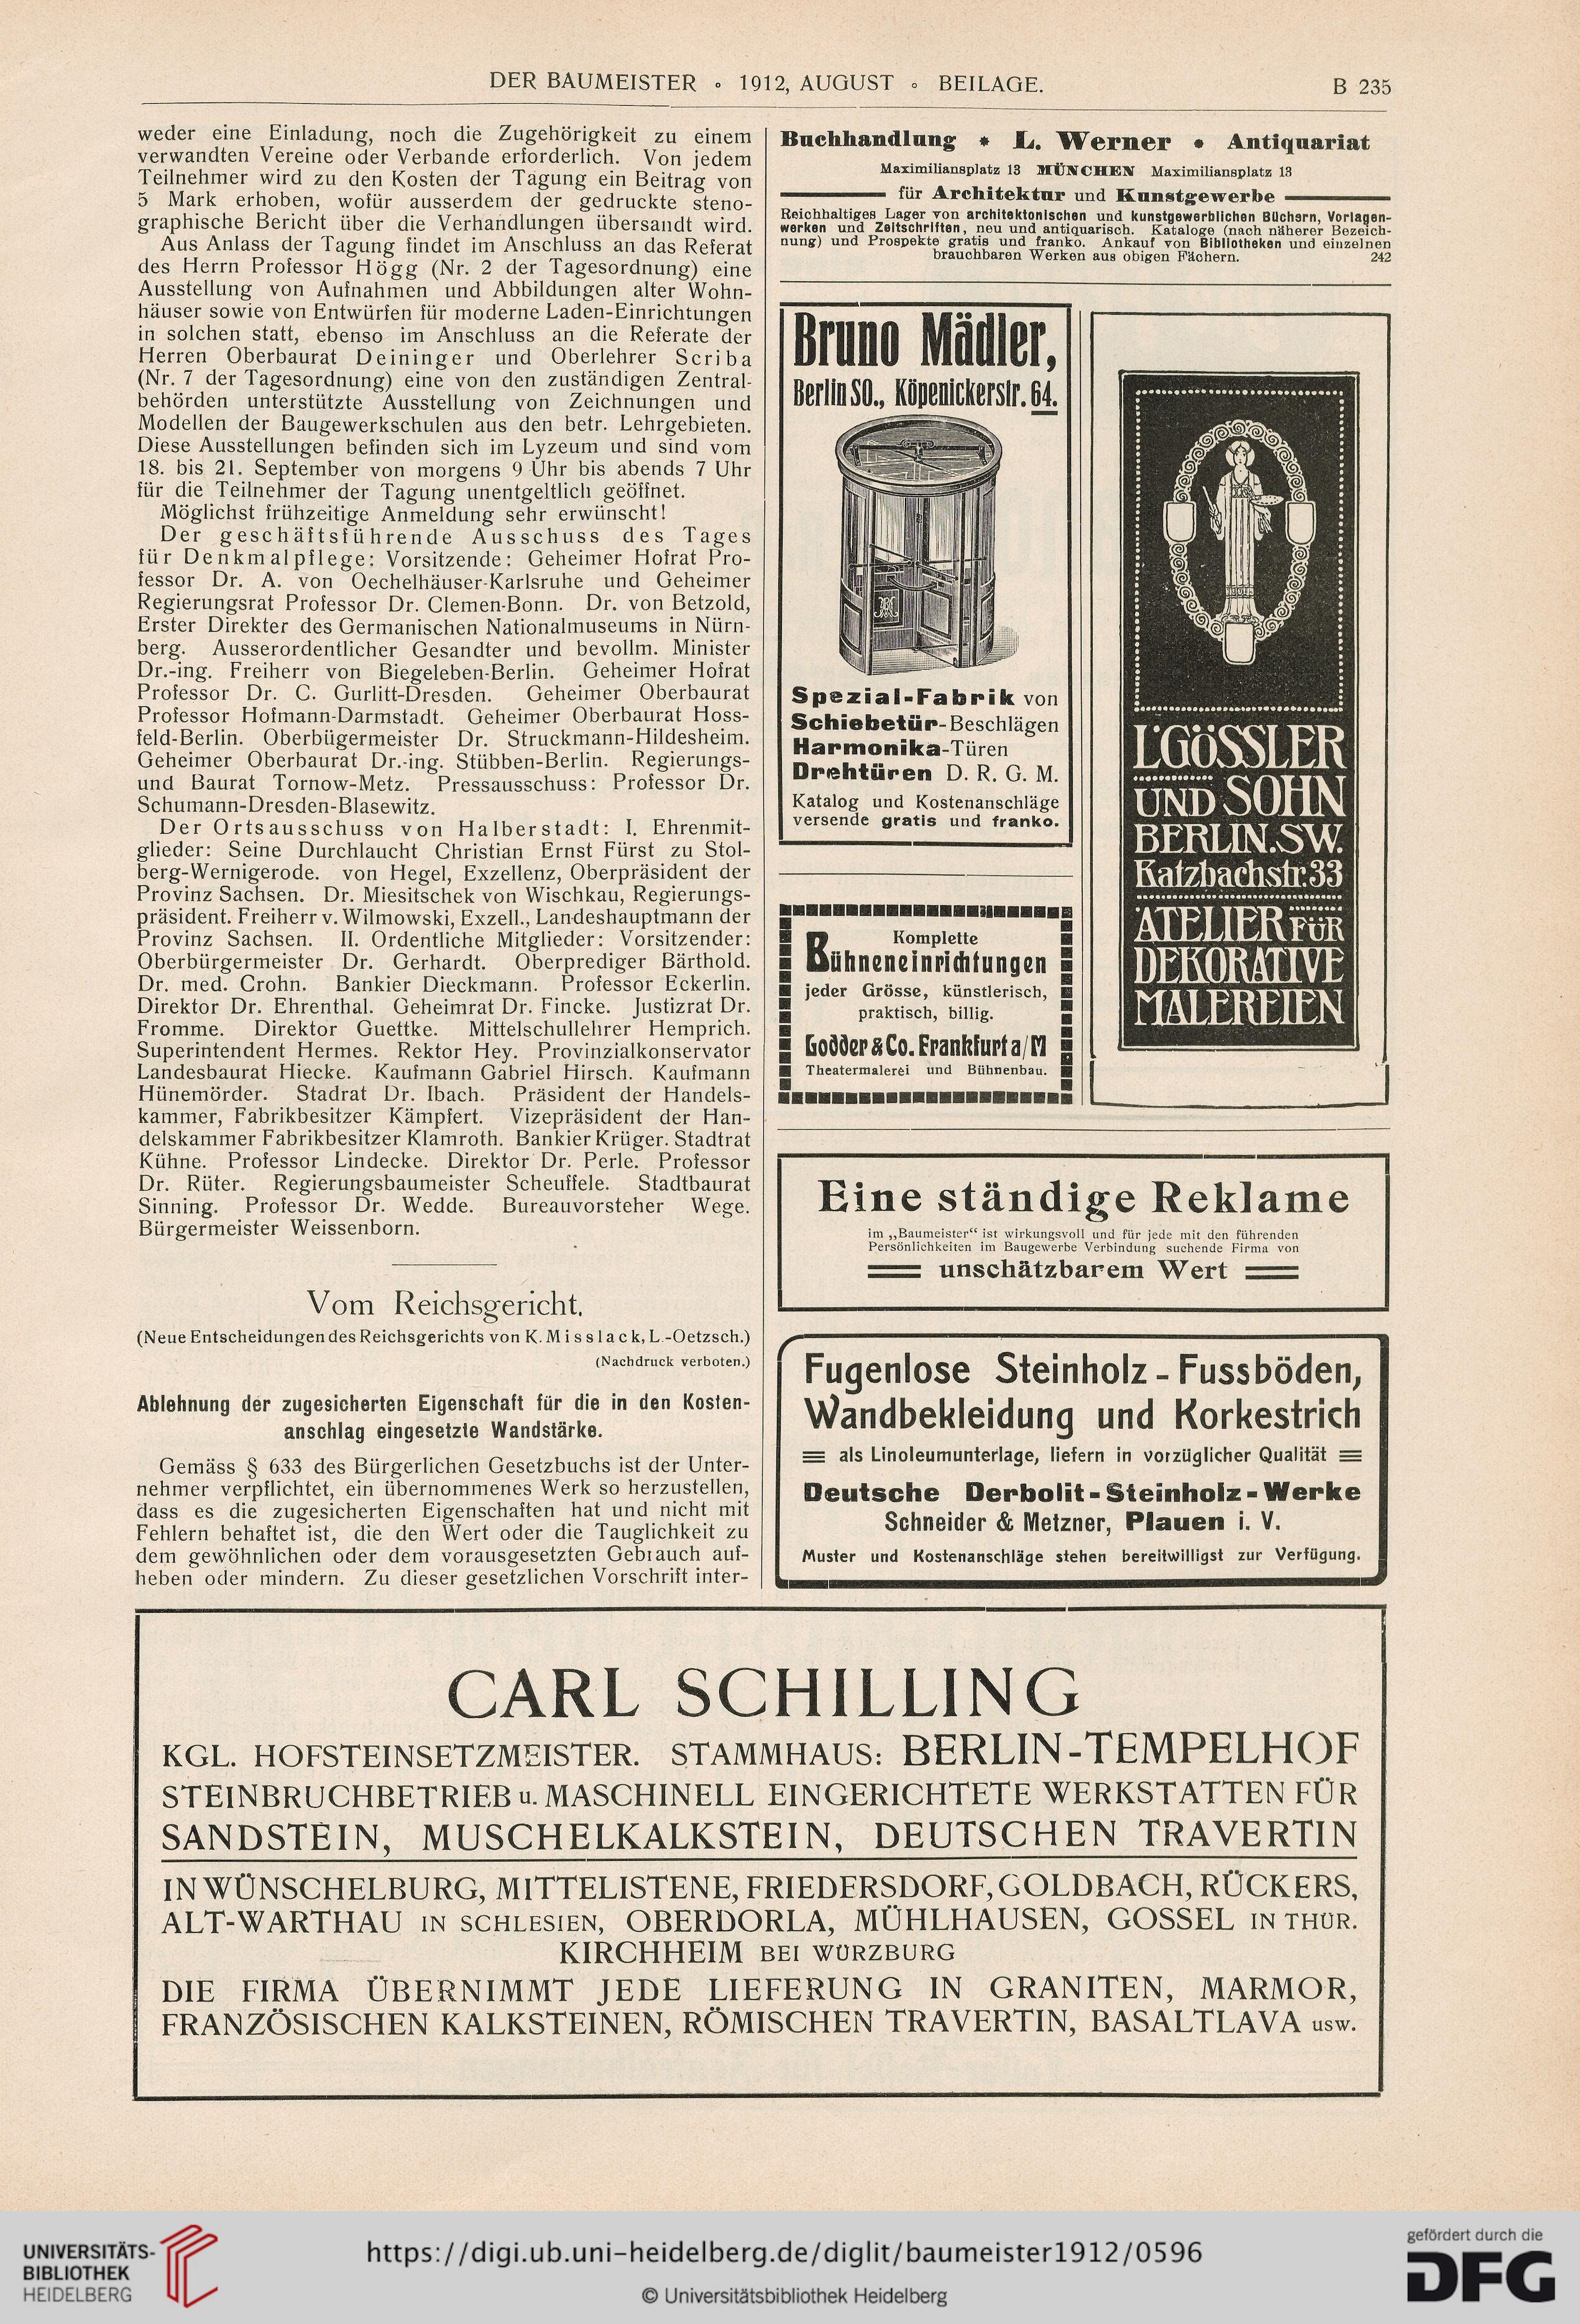 DER BAUMEISTER ∘ 1912, AUGUST ∘ BEILAGE.
B 235
weder eine Einladung, noch die Zugehörigkeit zu einem
verwandten Vereine oder Verbande erforderlich. Von jedem
Teilnehmer wird zu den Kosten der Tagung ein Beitrag von
5 Mark erhoben, wofür ausserdem der gedruckte steno-
graphische Bericht über die Verhandlungen übersandt wird.
Aus Anlass der Tagung findet im Anschluss an das Referat
des Herrn Professor Högg (Nr. 2 der Tagesordnung) eine
Ausstellung von Aufnahmen und Abbildungen alter Wohn-
häuser sowie von Entwürfen für moderne Laden-Einrichtungen
in solchen statt, ebenso im Anschluss an die Referate der
Herren Oberbaurat Deininger und Oberlehrer Scriba
(Nr. 7 der Tagesordnung) eine von den zuständigen Zentral-
behörden unterstützte Ausstellung von Zeichnungen und
Modellen der Baugewerkschulen aus den betr. Lehrgebieten.
Diese Ausstellungen befinden sich im Lyzeum und sind vom
18. bis 21. September von morgens 9 Uhr bis abends 7 Uhr
für die Teilnehmer der Tagung unentgeltlich geöffnet.
Möglichst frühzeitige Anmeldung sehr erwünscht!
Der geschäftsführende Ausschuss des Tages
für Denkmalpflege: Vorsitzende: Geheimer Hofrat Pro-
fessor Dr. A. von Oechelhäuser-Karlsruhe und Geheimer
Regierungsrat Professor Dr. Clemen-Bonn. Dr. von Betzold,
Erster Direkter des Germanischen Nationalmuseums in Nürn-
berg. Ausserordentlicher Gesandter und bevollm. Minister
Dr.-ing. Freiherr von Biegeleben-Berlin. Geheimer Hofrat
Professor Dr. C. Gurlitt-Dresden. Geheimer Oberbaurat
Professor Hofmann-Darmstadt. Geheimer Oberbaurat Hoss-
feld-Berlin. Oberbügermeister Dr. Struckmann-Hildesheim.
Geheimer Oberbaurat Dr.-ing. Stübben-Berlin. Regierungs-
und Baurat Tornow-Metz. Pressausschuss: Professor Dr.
Schumann-Dresden-Blasewitz.
Der Ortsausschuss von Halberstadt: I. Ehrenmit-
glieder: Seine Durchlaucht Christian Ernst Fürst zu Stol-
berg-Wernigerode. von Hegel, Exzellenz, Oberpräsident der
Provinz Sachsen. Dr. Miesitschek von Wischkau, Regierungs-
präsident. Freiherr v. Wilmowski, Exzell., Landeshauptmann der
Provinz Sachsen. II. Ordentliche Mitglieder: Vorsitzender:
Oberbürgermeister Dr. Gerhardt. Oberprediger Bärthold.
Dr. med. Crohn. Bankier Dieckmann. Professor Eckerlin.
Direktor Dr. Ehrenthal. Geheimrat Dr. Fincke. Justizrat Dr.
Fromme. Direktor Guettke. Mittelschullehrer Hemprich.
Superintendent Hermes. Rektor Hey. Provinzialkonservator
Landesbaurat Hiecke. Kaufmann Gabriel Hirsch. Kaufmann
Hünemörder. Stadrat Dr. Ibach. Präsident der Handels-
kammer, Fabrikbesitzer Kämpfert. Vizepräsident der Han-
delskammer Fabrikbesitzer Klamroth. Bankier Krüger. Stadtrat
Kühne. Professor Lindecke. Direktor Dr. Perle. Professor
Dr. Rüter. Regierungsbaumeister Scheuffele. Stadtbaurat
Sinning. Professor Dr. Wedde. Bureauvorsteher Wege.
Bürgermeister Weissenborn.
Vom Reichsgericht.
(Neue Entscheidungen des Reichsgerichts von K. Misslack, L.-Oetzsch.)
(Nachdruck verboten.)
Ablehnung der zugesicherten Eigenschaft für die in den Kosten-
anschlag eingesetzte Wandstärke.
Gemäss § 633 des Bürgerlichen Gesetzbuchs ist der Unter-
nehmer verpflichtet, ein übernommenes Werk so herzustellen,
dass es die zugesicherten Eigenschaften hat und nicht mit
Fehlern behaftet ist, die den Wert oder die Tauglichkeit zu
dem gewöhnlichen oder dem vorausgesetzten Gebrauch auf-
heben oder mindern. Zu dieser gesetzlichen Vorschrift inter-
Buchhandlung * L. Werner * Antiquariat
Maximiliansplatz 13 MÜNCHEN Maximiliansplatz 13
für Architektur und Kunstgewerbe
Reichhaltiges Lager von architektonischen und kunstgewerblichen Büchern, Vorlagen-
werken und Zeitschriften, neu und antiquarisch. Kataloge (nach näherer Bezeich-
nung) und Prospekte gratis und franko. Ankauf von Bibliotheken und einzelnen
brauchbaren Werken aus obigen Fächern. 242
Bruno Mädler,
Berlin SO., Köpenickerstr. 64.
Spezial-Fabrik von
Schiebetür-Beschlägen
Harmonika-Türen
Drehtüren D. R. G. M.
Katalog und Kostenanschläge
versende gratis und franko.
L. GÖSSLER
UND SOHN
BERLIN. SW.
Katzbachstr. 33
ATELIER FÜR
DEKORATIVE
MALEREIEN
Komplette
Bühneneinrichtungen
jeder Grösse, künstlerisch,
praktisch, billig.
Godder & Co. Frankfurt a/M
Theatermalerei und Bühnenbau.
Eine ständige Reklame
im „Baumeister“ ist wirkungsvoll und für jede mit den führenden
Persönlichkeiten im Baugewerbe Verbindung suchende Firma von
unschätzbarem Wert
Fugenlose Steinholz-Fussböden,
Wandbekleidung und Korkestrich
als Linoleumunterlage, liefern in vorzüglicher Qualität
Deutsche Derbolit-Steinholz-Werke
Schneider & Metzner, Plauen i. V.
Muster und Kostenanschläge stehen bereitwilligst zur Verfügung.
CARL SCHILLING
KGL. HOFSTEINSETZMEISTER. STAMMHAUS: BERLIN-TEMPELHOF
STEINBRUCHBETRIEB u. MASCHINELL EINGERICHTETE WERKSTATTEN FÜR
SANDSTEIN, MUSCHELKALKSTEIN, DEUTSCHEN TRAVERTIN
IN WÜNSCHELBURG, MITTELISTENE, FRIEDERSDORF, GOLDBACH, RÜCKERS,
ALT-WARTHAU IN SCHLESIEN, OBERDORLA, MÜHLHAUSEN, GOSSEL IN THÜR.
KIRCHHEIM BEI WÜRZBURG
DIE FIRMA ÜBERNIMMT JEDE LIEFERUNG IN GRANITEN, MARMOR,
FRANZÖSISCHEN KALKSTEINEN, RÖMISCHEN TRAVERTIN, BASALTLAVA usw.
UNIVERSITÄTS-
BIBLIOTHEK
HEIDELBERG
https://digi.ub.uni-heidelberg.de/diglit/baumeister1912/0596
© Universitätsbibliothek Heidelberg
gefördert durch die
DFG